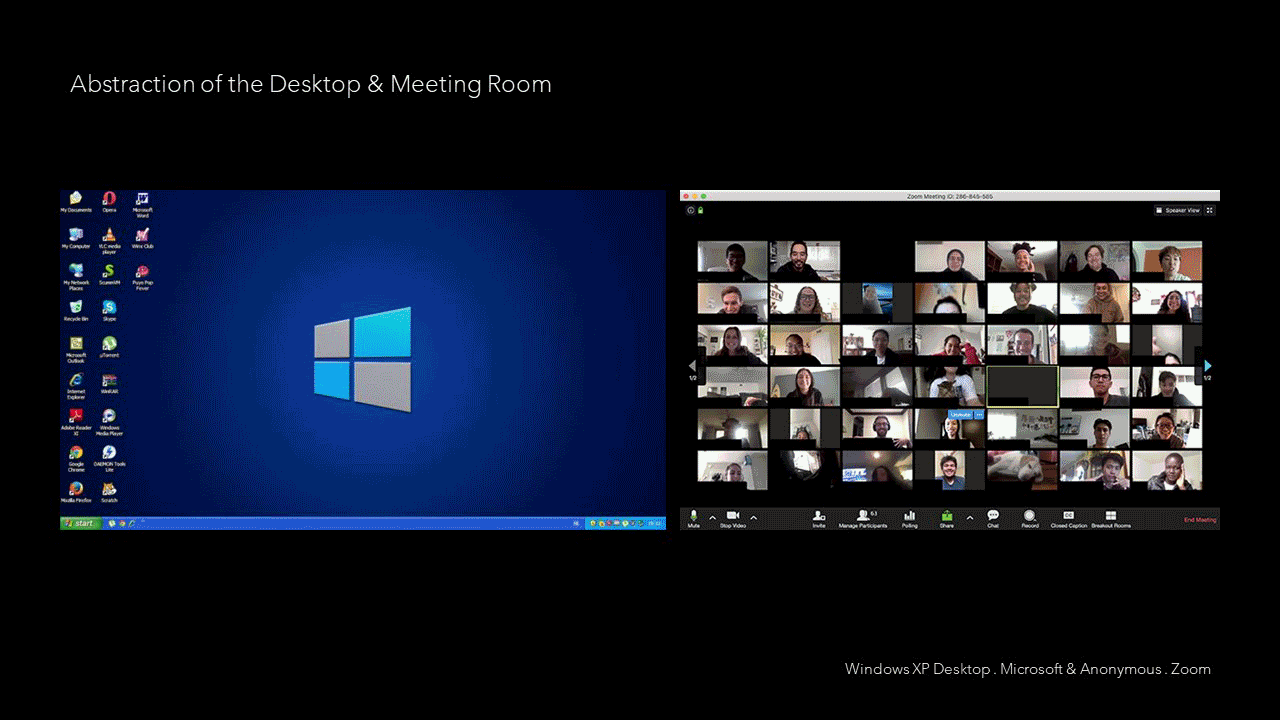 Abstraction of the Desktop & Meeting Room
My Documents
Opera
Microsoft
Word
My Computer
VLC media
player
Winx Club
My Network
Places
ScummVM
Puyo Pop
Fever
Recycle Bin
Skype
Microsoft
Outlook
µTorrent
Internet
Explorer
WinRAR
Adobe Reader
XI
Windows
Media Player
Google
Chrome
DAEMON Tools
Lite
Mozilla Firefox
Scratch
start
Zoom Meeting ID: 286-845-565
Speaker View
1/2
1/2
Unmute
Mute
Stop Video
Invite
Manage Participants
Polling
Share
Chat
Record
Closed Caption
Breakout Rooms
End Meeting
Windows XP Desktop . Microsoft & Anonymous . Zoom